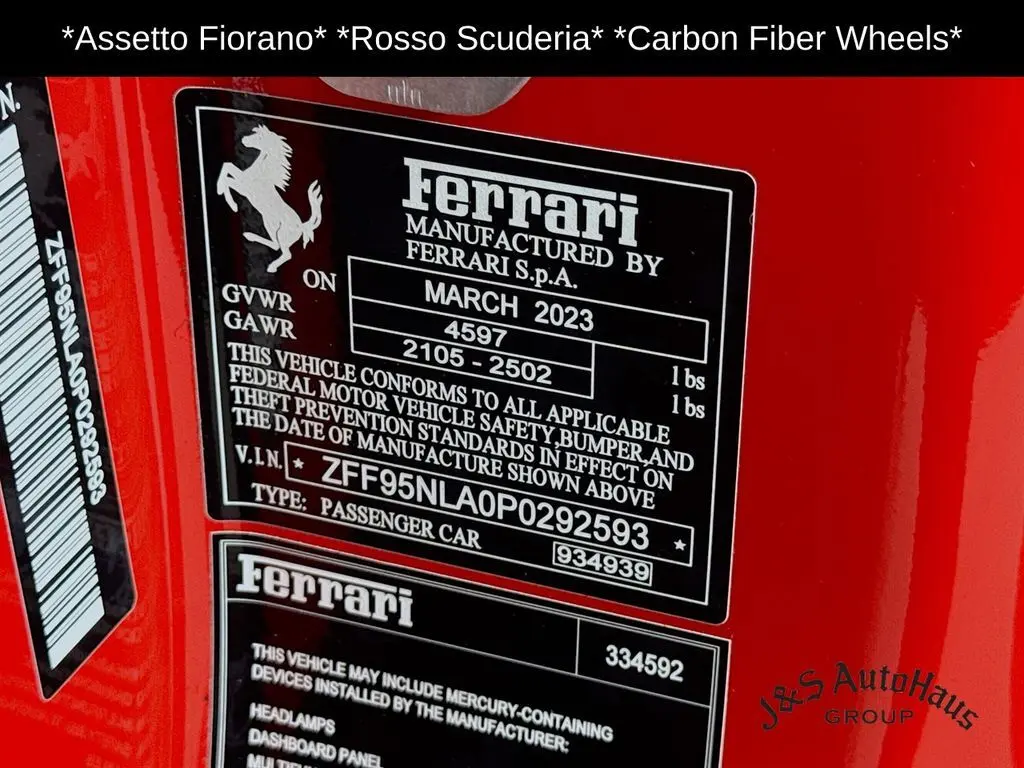 *Assetto Fiorano* *Rosso Scuderia* *Carbon Fiber Wheels*
N.
ZFF95NLA0P0292593
Ferrari
MANUFACTURED BY
FERRARI S.p.A.
ON MARCH 2023
GVWR 4597 lbs
GAWR 2105 - 2502 lbs
THIS VEHICLE CONFORMS TO ALL APPLICABLE
FEDERAL MOTOR VEHICLE SAFETY,BUMPER,AND
THEFT PREVENTION STANDARDS IN EFFECT ON
THE DATE OF MANUFACTURE SHOWN ABOVE
V.I.N. * ZFF95NLA0P0292593 *
TYPE: PASSENGER CAR 934939
Ferrari
334592
THIS VEHICLE MAY INCLUDE MERCURY-CONTAINING
DEVICES INSTALLED BY THE MANUFACTURER:
HEADLAMPS
DASHBOARD PANEL
J&S AutoHaus
GROUP